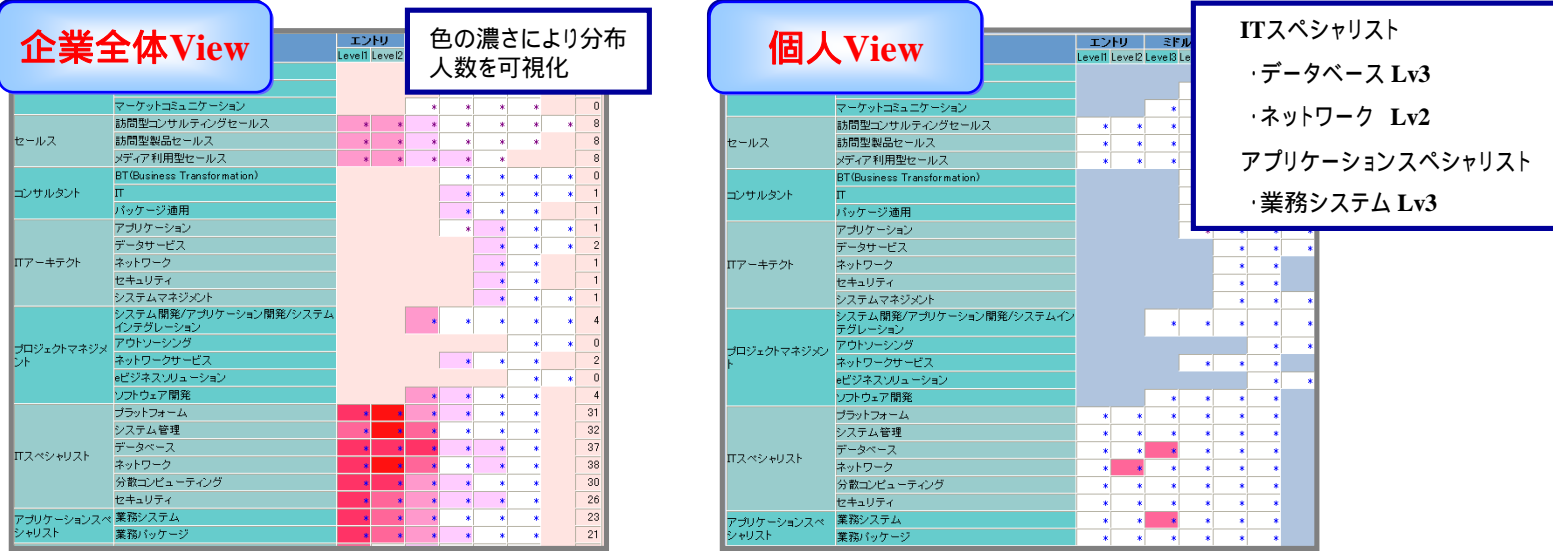 企業全体View
色の濃さにより分布
人数を可視化
エントリ
Level1 Level2
マーケットコミュニケーション * * * * 0
セールス
訪問型コンサルティングセールス * * * * * * * 8
訪問型製品セールス * * * * * * 8
メディア利用型セールス * * * * * 8
コンサルタント
BT(Business Transformation) * * * * 0
IT * * * * 1
パッケージ適用 * * * * 1
ITアーキテクト
アプリケーション * * * * 1
データサービス * * * 2
ネットワーク * * 1
セキュリティ * * 1
システムマネジメント * * * 1
プロジェクトマネジメント
システム開発/アプリケーション開発/システム
インテグレーション * * * * * 4
アウトソーシング * * 0
ネットワークサービス * * * 2
eビジネスソリューション * * 0
ソフトウェア開発 * * * * 4
ITスペシャリスト
プラットフォーム * * * * * * 31
システム管理 * * * * * * 32
データベース * * * * * * 37
ネットワーク * * * * * * 38
分散コンピューティング * * * * * * 30
セキュリティ * * * * * * 26
アプリケーションスペシャリスト
業務システム * * * * * * 23
業務パッケージ * * * * * * 21
個人View
ITスペシャリスト
・データベース Lv3
・ネットワーク Lv2
アプリケーションスペシャリスト
・業務システム Lv3
エントリ ミドル
Level1 Level2 Level3
マーケットコミュニケーション *
セールス
訪問型コンサルティングセールス * * *
訪問型製品セールス * * *
メディア利用型セールス * * *
コンサルタント
BT(Business Transformation)
IT
パッケージ適用
ITアーキテクト
アプリケーション * * * *
データサービス * * *
ネットワーク * *
セキュリティ * *
システムマネジメント * * *
プロジェクトマネジメント
システム開発/アプリケーション開発/システムイン
テグレーション * * * * *
アウトソーシング * *
ネットワークサービス * * *
eビジネスソリューション * *
ソフトウェア開発 * * * *
ITスペシャリスト
プラットフォーム * * * * * *
システム管理 * * * * * *
データベース * * * * * *
ネットワーク * * * * * *
分散コンピューティング * * * * * *
セキュリティ * * * * * *
アプリケーションスペシャリスト
業務システム * * * * * *
業務パッケージ * * * * * *